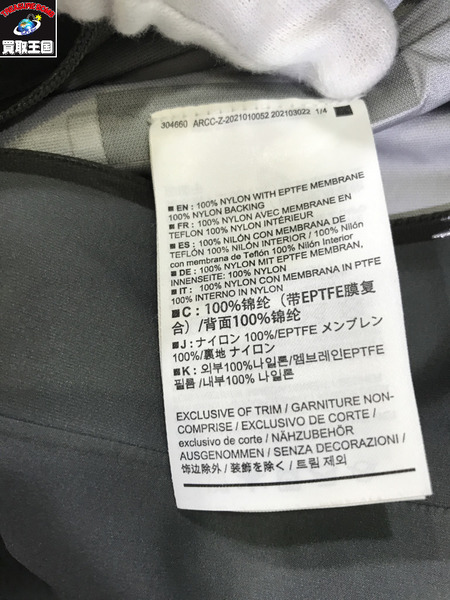 買取王国
304660 ARCC-Z-2021010052 202103022 1/4
■ EN : 100% NYLON WITH EPTFE MEMBRANE
100% NYLON BACKING
■ FR : 100% NYLON AVEC MEMBRANE EN
TEFLON 100% NYLON INTÉRIEUR
■ ES : 100% NILÓN CON MEMBRANA DE
TEFLÓN 100% NILÓN INTERIOR / 100% NILÓN
con membrana de Teflón 100% Nilón Interior
■ DE : 100% NYLON MIT EPTFE MEMBRAN,
INNENSEITE: 100% NYLON
■ IT : 100% NYLON CON MEMBRANA IN PTFE
100% INTERNO IN NYLON
■ C : 100%锦纶（带EPTFE膜复
合）/背面100%锦纶
■ J : ナイロン 100%/EPTFE メンブレン
100%/裏地 ナイロン
■ K : 외부100%나일론/멤브레인EPTFE
필름 /내부100%나일론
EXCLUSIVE OF TRIM / GARNITURE NON-
COMPRISE / EXCLUSIVO DE CORTE /
exclusivo de corte / NÄHZUBEHÖR
AUSGENOMMEN / SENZA DECORAZIONI /
饰边除外 / 装飾を除く / 트림 제외